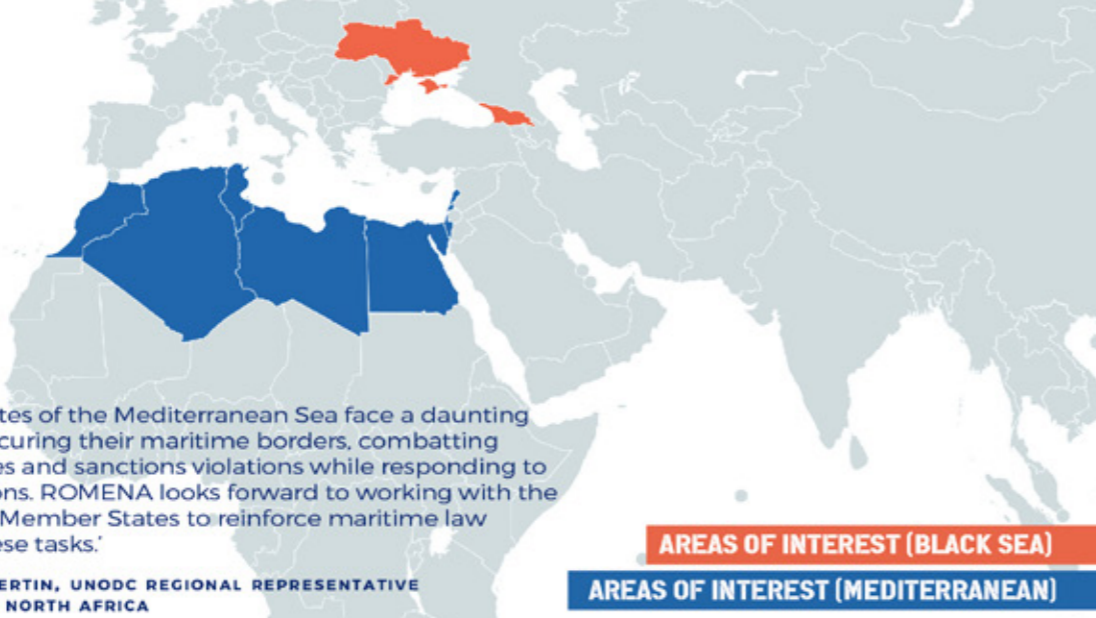 tes of the Mediterranean Sea face a daunting
curing their maritime borders, combatting
es and sanctions violations while responding to
ons. ROMENA looks forward to working with the
Member States to reinforce maritime law
ese tasks.'
ERTIN, UNODC REGIONAL REPRESENTATIVE
NORTH AFRICA
AREAS OF INTEREST (BLACK SEA)
AREAS OF INTEREST (MEDITERRANEAN)